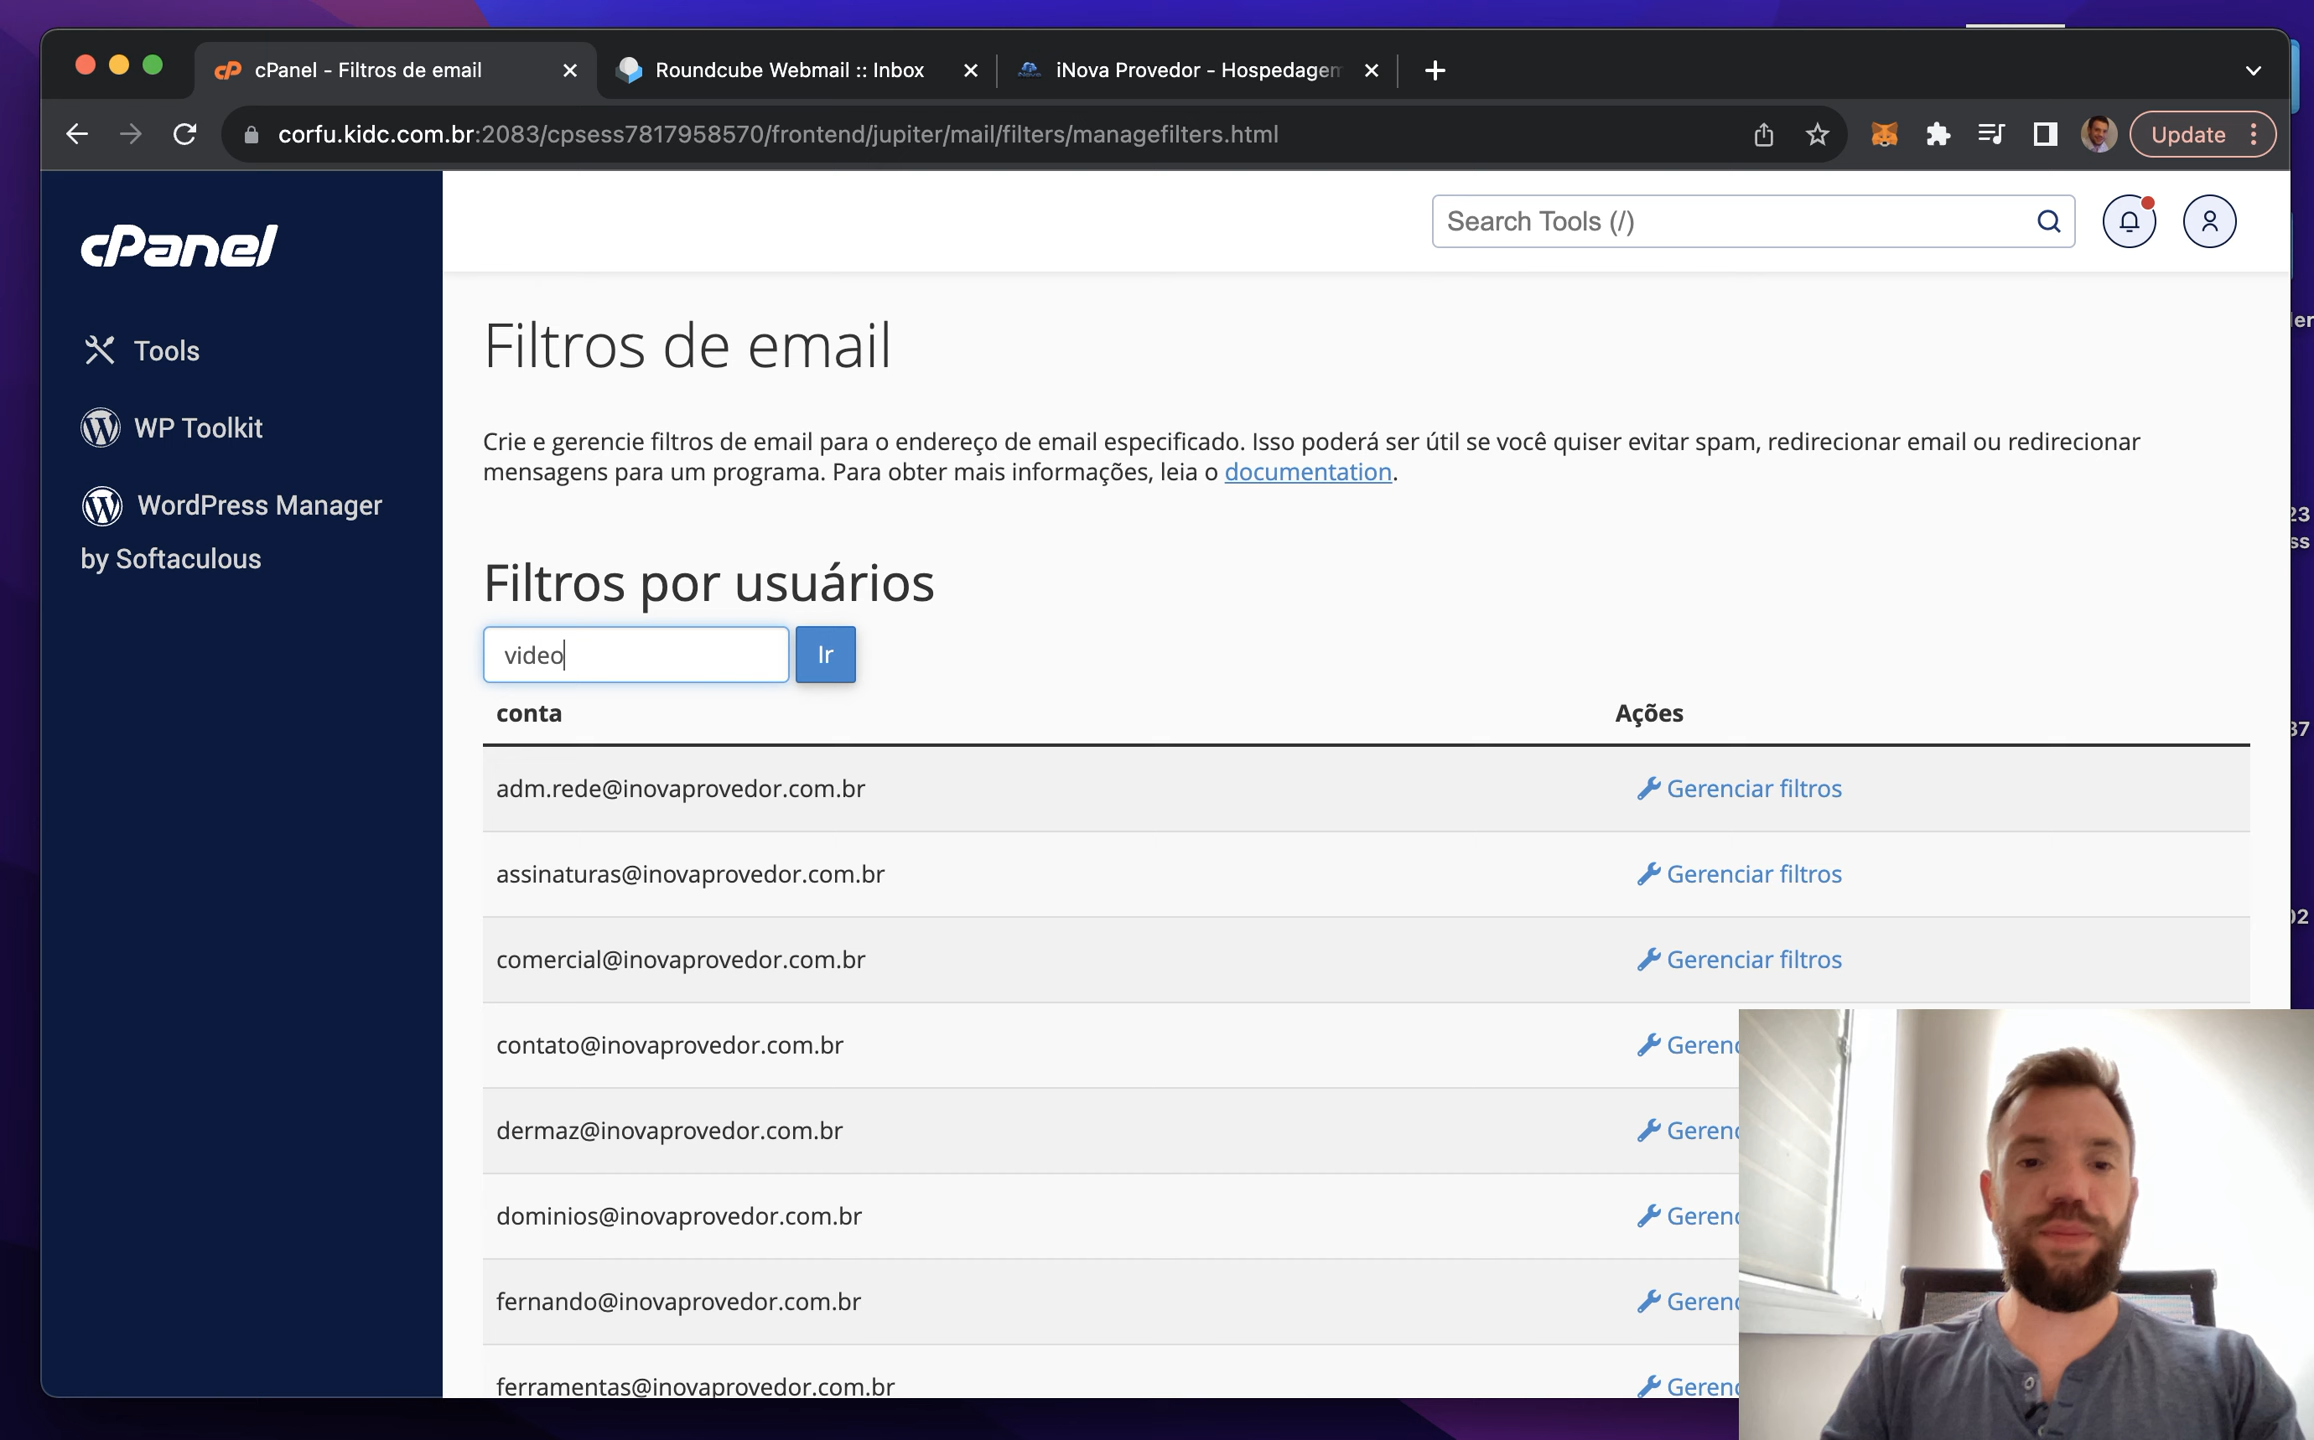 cPanel - Filtros de email
Roundcube Webmail :: Inbox
iNova Provedor - Hospedagem
corfu.kidc.com.br:2083/cpsess7817958570/frontend/jupiter/mail/filters/managefilters.html
Update
cPanel
Search Tools (/)
Tools
WP Toolkit
WordPress Manager
by Softaculous
Filtros de email
Crie e gerencie filtros de email para o endereço de email especificado. Isso poderá ser útil se você quiser evitar spam, redirecionar email ou redirecionar
mensagens para um programa. Para obter mais informações, leia o documentation.
Filtros por usuários
video Ir
conta Ações
adm.rede@inovaprovedor.com.br Gerenciar filtros
assinaturas@inovaprovedor.com.br Gerenciar filtros
comercial@inovaprovedor.com.br Gerenciar filtros
contato@inovaprovedor.com.br Geren
dermaz@inovaprovedor.com.br Geren
dominios@inovaprovedor.com.br Geren
fernando@inovaprovedor.com.br Geren
ferramentas@inovaprovedor.com.br Geren